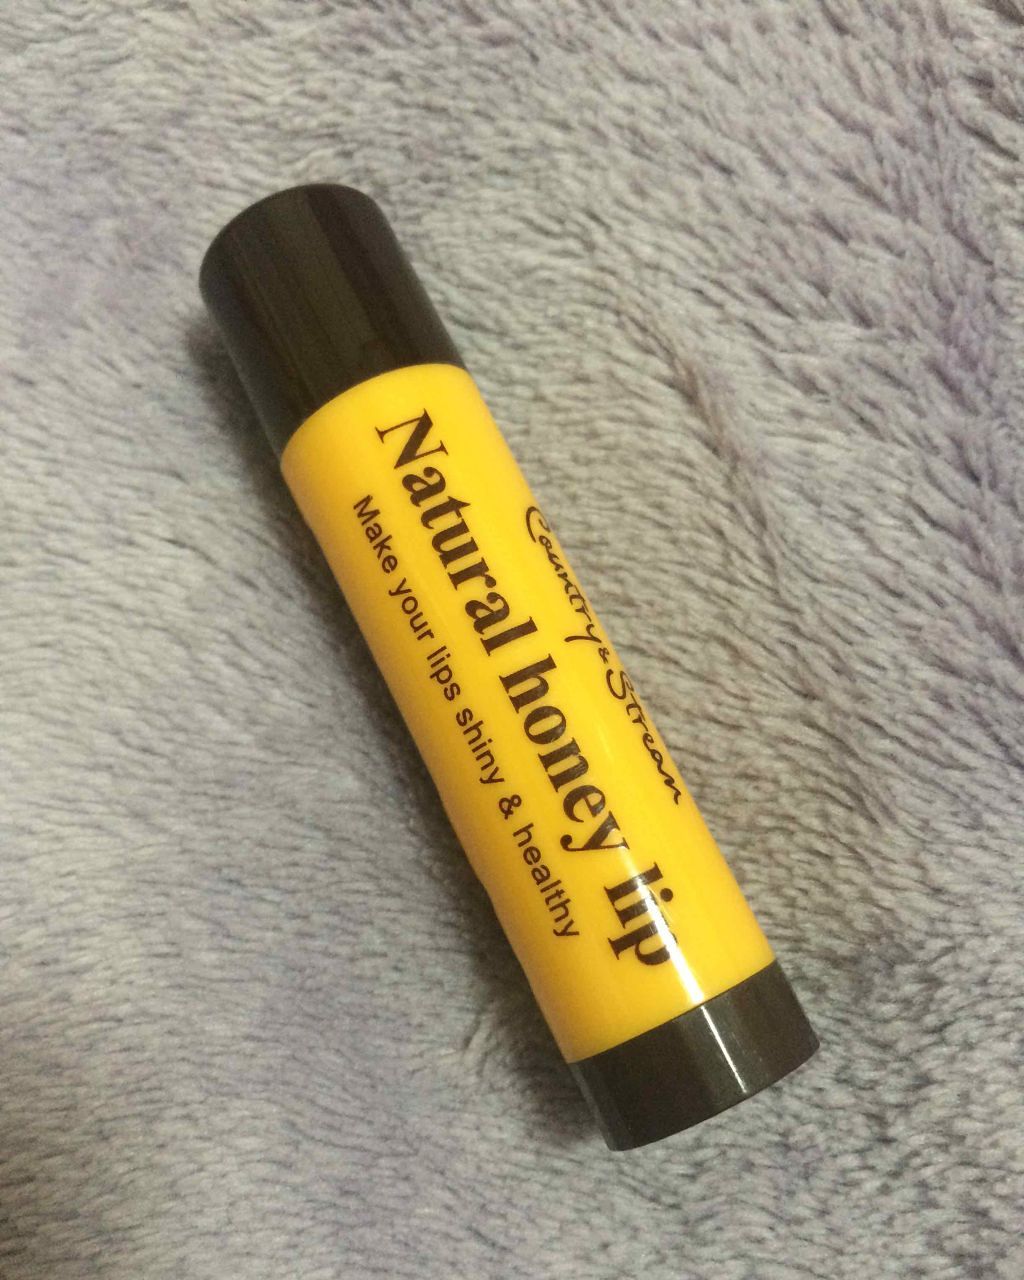 Country & Stream
Natural honey lip
Make your lips shiny & healthy